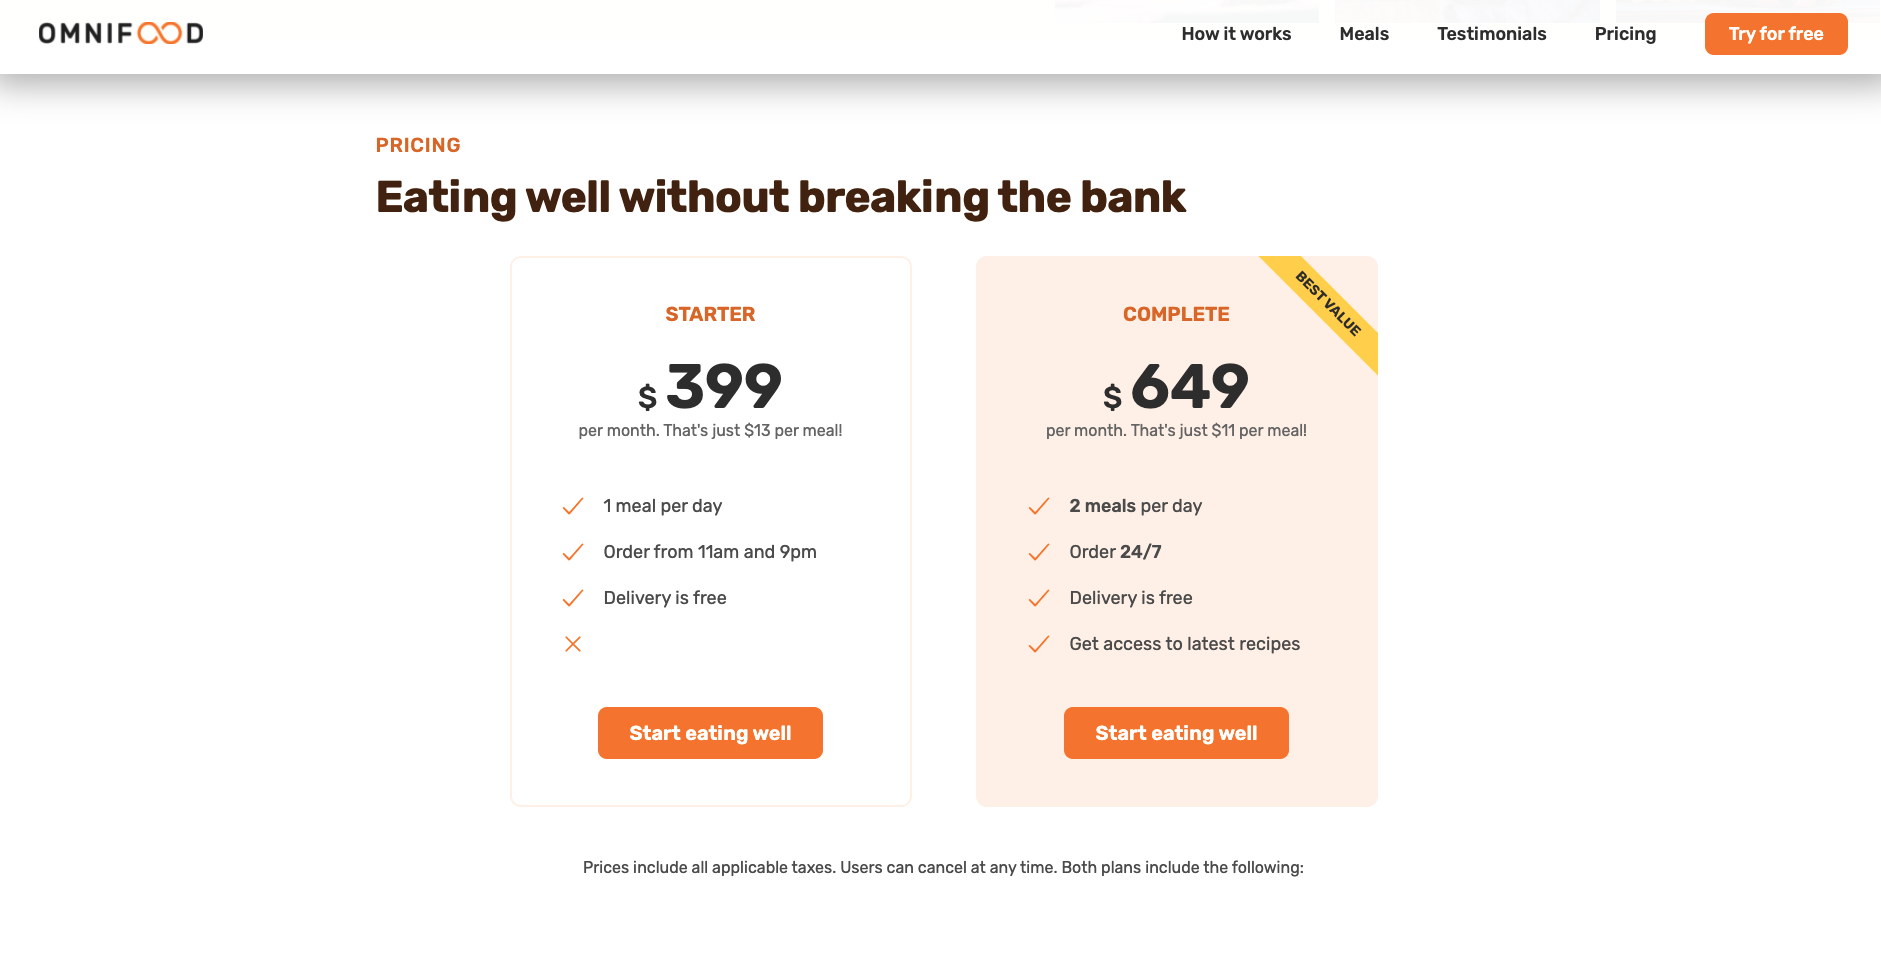 OMNIFOOD
How it works
Meals
Testimonials
Pricing
Try for free
PRICING
Eating well without breaking the bank
STARTER
$ 399
per month. That's just $13 per meal!
1 meal per day
Order from 11am and 9pm
Delivery is free
Start eating well
BEST VALUE
COMPLETE
$ 649
per month. That's just $11 per meal!
2 meals per day
Order 24/7
Delivery is free
Get access to latest recipes
Start eating well
Prices include all applicable taxes. Users can cancel at any time. Both plans include the following: